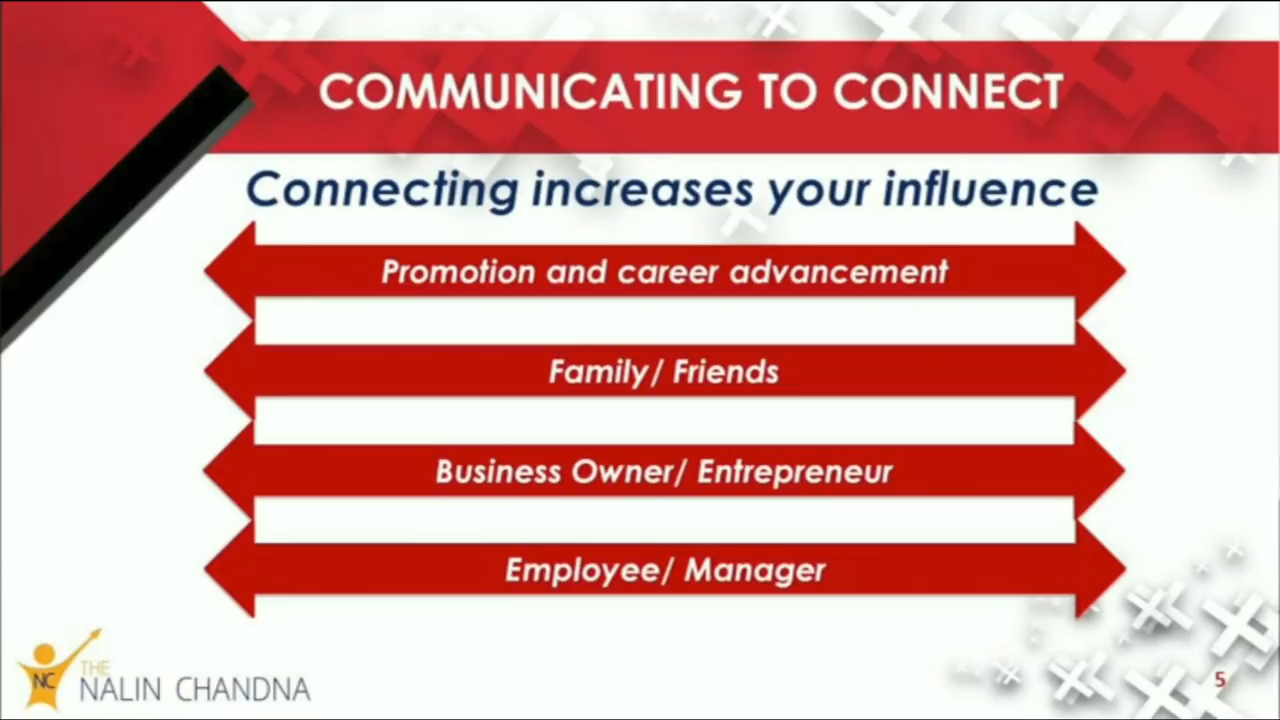 COMMUNICATING TO CONNECT
Connecting increases your influence
Promotion and career advancement
Family/ Friends
Business Owner/ Entrepreneur
Employee/ Manager
NC
THE
NALIN CHANDNA
5